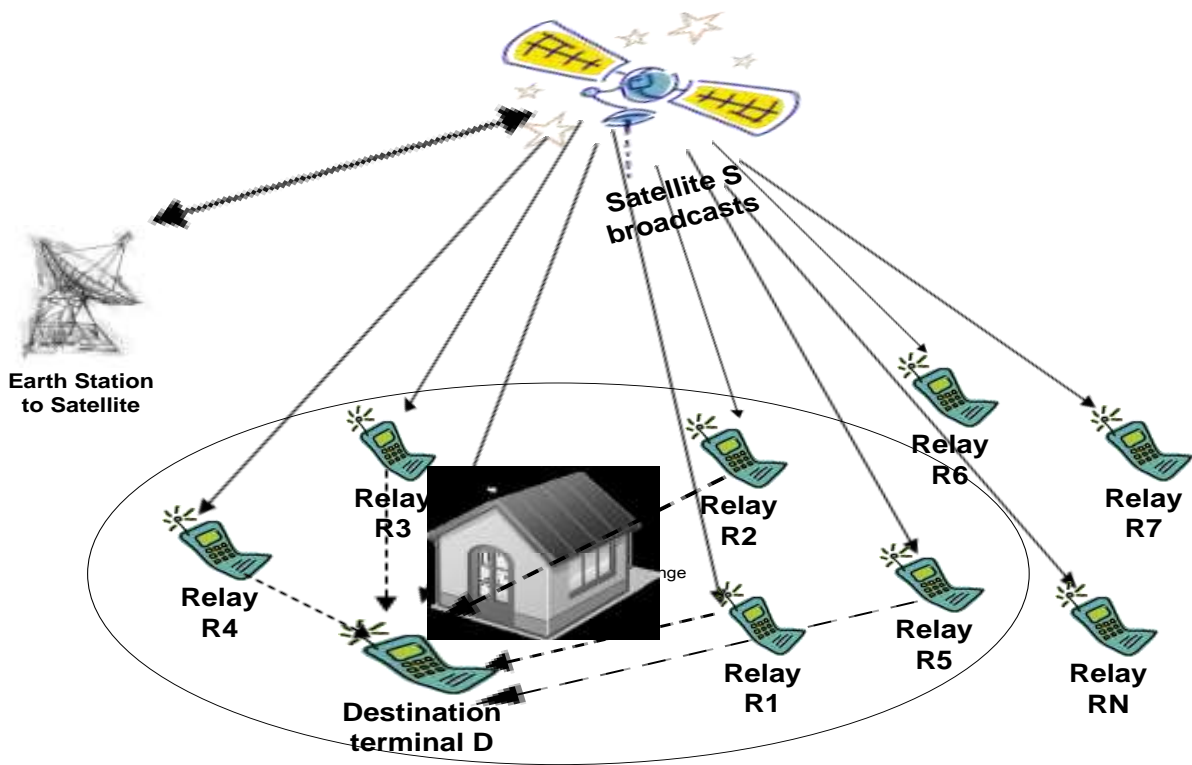 Satellite S
broadcasts
Earth Station
to Satellite
Relay
R6
Relay
R3
Relay
R2
Relay
R7
nge
Relay
R4
Relay
R5
Relay
R1
Relay
RN
Destination
terminal D